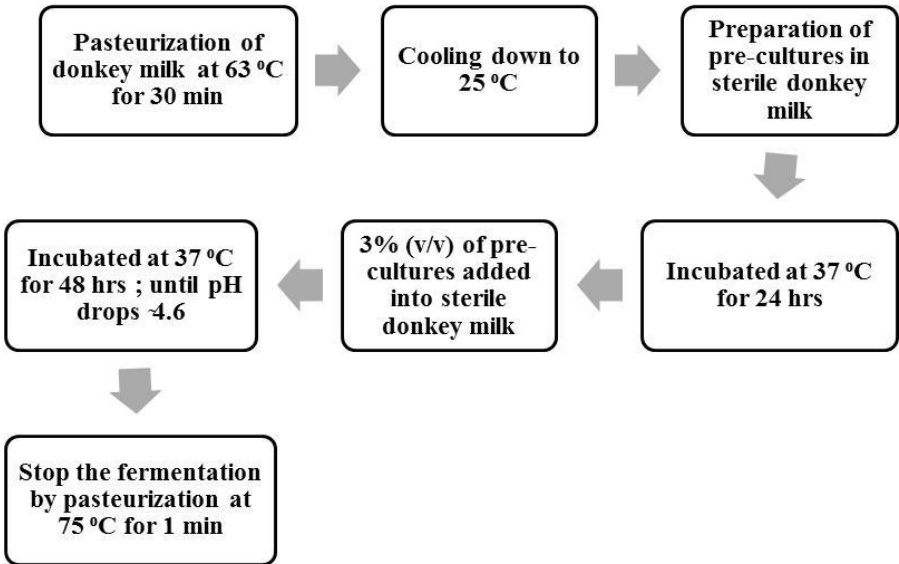 Pasteurization of
donkey milk at 63 ⁰C
for 30 min
Cooling down to
25 ⁰C
Preparation of
pre-cultures in
sterile donkey
milk
Incubated at 37 ⁰C
for 24 hrs
3% (v/v) of pre-
cultures added
into sterile
donkey milk
Incubated at 37 ⁰C
for 48 hrs ; until pH
drops ~4.6
Stop the fermentation
by pasteurization at
75 ⁰C for 1 min